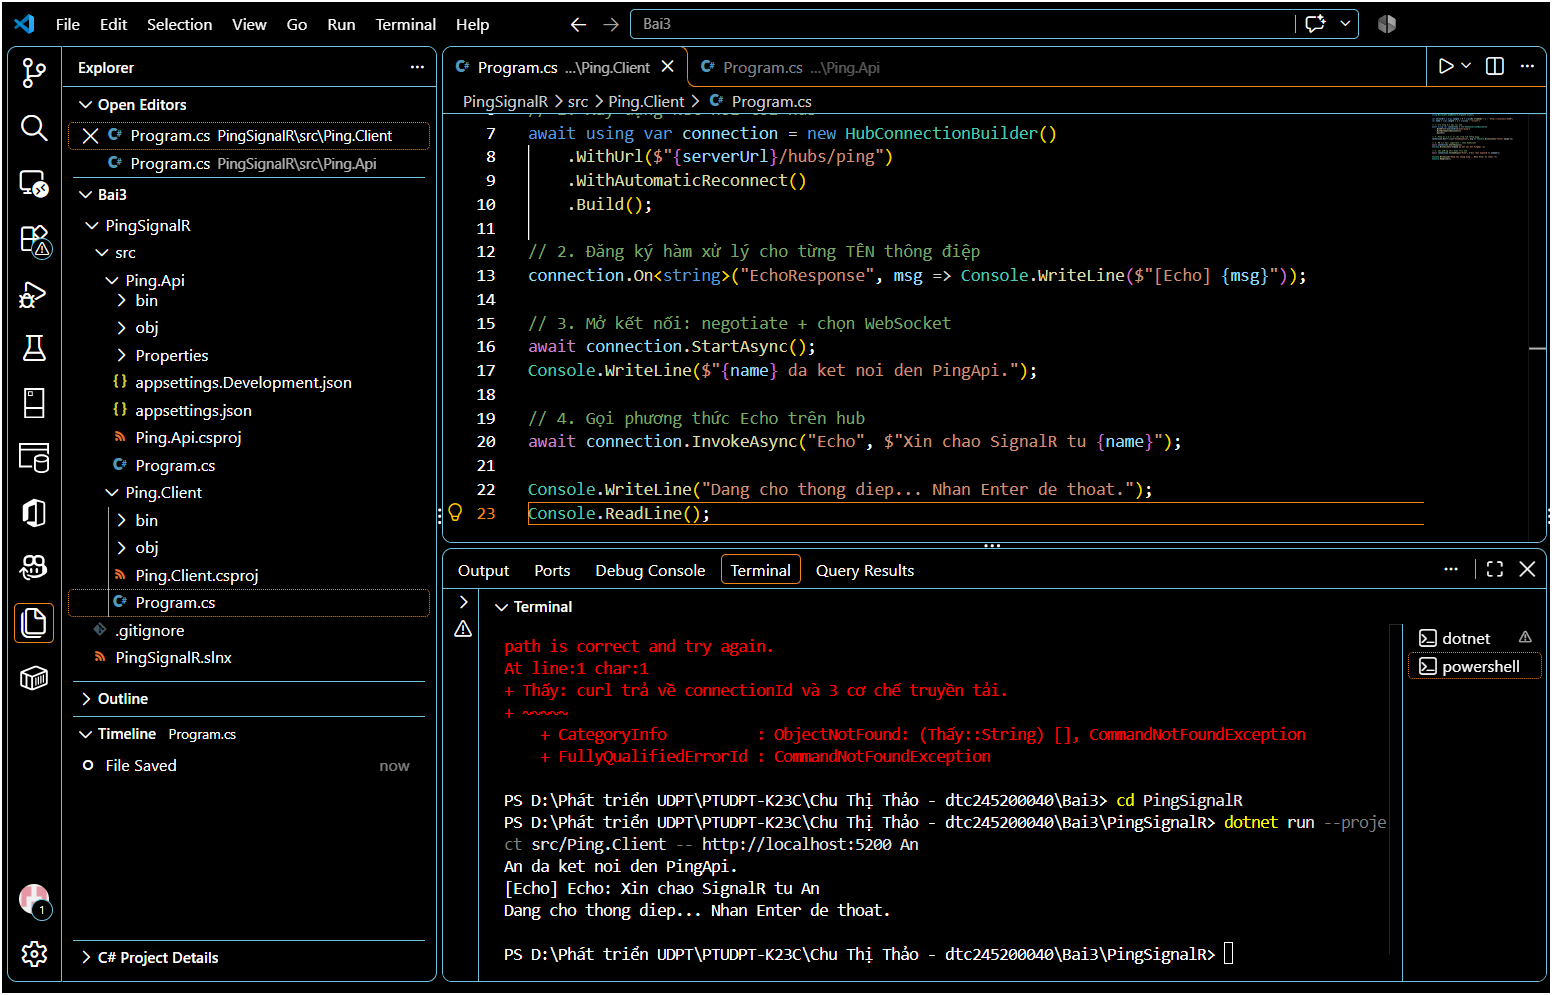 File Edit Selection View Go Run Terminal Help
Bai3
Explorer
Open Editors
Program.cs PingSignalR\src\Ping.Client
Program.cs PingSignalR\src\Ping.Api
Bai3
PingSignalR
src
Ping.Api
bin
obj
Properties
{} appsettings.Development.json
{} appsettings.json
Ping.Api.csproj
C# Program.cs
Ping.Client
bin
obj
Ping.Client.csproj
C# Program.cs
.gitignore
PingSignalR.slnx
Outline
Timeline Program.cs
File Saved now
C# Project Details
1
C# Program.cs ...\Ping.Client
C# Program.cs ...\Ping.Api
PingSignalR > src > Ping.Client > C# Program.cs
7 await using var connection = new HubConnectionBuilder()
8 .WithUrl($"{serverUrl}/hubs/ping")
9 .WithAutomaticReconnect()
10 .Build();
11
12 // 2. Đăng ký hàm xử lý cho từng TÊN thông điệp
13 connection.On<string>("EchoResponse", msg => Console.WriteLine($"[Echo] {msg}"));
14
15 // 3. Mở kết nối: negotiate + chọn WebSocket
16 await connection.StartAsync();
17 Console.WriteLine($"{name} da ket noi den PingApi.");
18
19 // 4. Gọi phương thức Echo trên hub
20 await connection.InvokeAsync("Echo", $"Xin chao SignalR tu {name}");
21
22 Console.WriteLine("Dang cho thong diep... Nhan Enter de thoat.");
23 Console.ReadLine();
Output Ports Debug Console Terminal Query Results
Terminal
path is correct and try again.
At line:1 char:1
+ Thấy: curl trả về connectionId và 3 cơ chế truyền tải.
+ ~~~~~
+ CategoryInfo : ObjectNotFound: (Thấy::String) [], CommandNotFoundException
+ FullyQualifiedErrorId : CommandNotFoundException
PS D:\Phát triển UDPT\PTUDPT-K23C\Chu Thị Thảo - dtc245200040\Bai3> cd PingSignalR
PS D:\Phát triển UDPT\PTUDPT-K23C\Chu Thị Thảo - dtc245200040\Bai3\PingSignalR> dotnet run --proje
ct src/Ping.Client -- http://localhost:5200 An
An da ket noi den PingApi.
[Echo] Echo: Xin chao SignalR tu An
Dang cho thong diep... Nhan Enter de thoat.
PS D:\Phát triển UDPT\PTUDPT-K23C\Chu Thị Thảo - dtc245200040\Bai3\PingSignalR>
dotnet
powershell